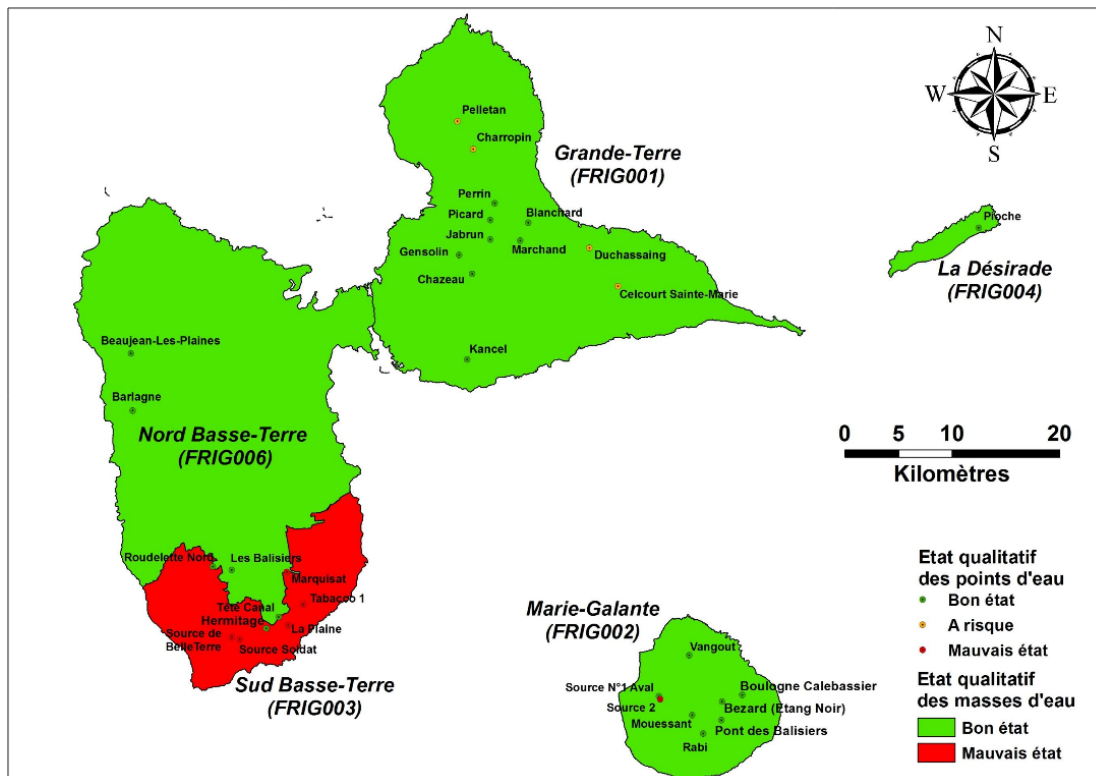 N
W
E
S
Pelletan
Charropin
Grande-Terre
(FRIG001)
Perrin
Picard
Blanchard
Jabrun
Marchand
Gensolin
Duchassaing
Chazeau
Celcourt Sainte-Marie
Kancel
Pioche
La Désirade
(FRIG004)
Beaujean-Les-Plaines
Barlagne
Nord Basse-Terre
(FRIG006)
0 5 10 20
Kilomètres
Roudelette Nord
Les Balisiers
Marquisat
Tabacco 1
Tete Canal
Hermitage
La Plaine
Source de
BelleTerre
Source Soldat
Sud Basse-Terre
(FRIG003)
Marie-Galante
(FRIG002)
Vangout
Source N°1 Aval
Boulogne Calebassier
Source 2
Bezard (Etang Noir)
Mouessant
Pont des Balisiers
Rabi
Etat qualitatif
des points d'eau
Bon état
A risque
Mauvais état
Etat qualitatif
des masses d'eau
Bon état
Mauvais état